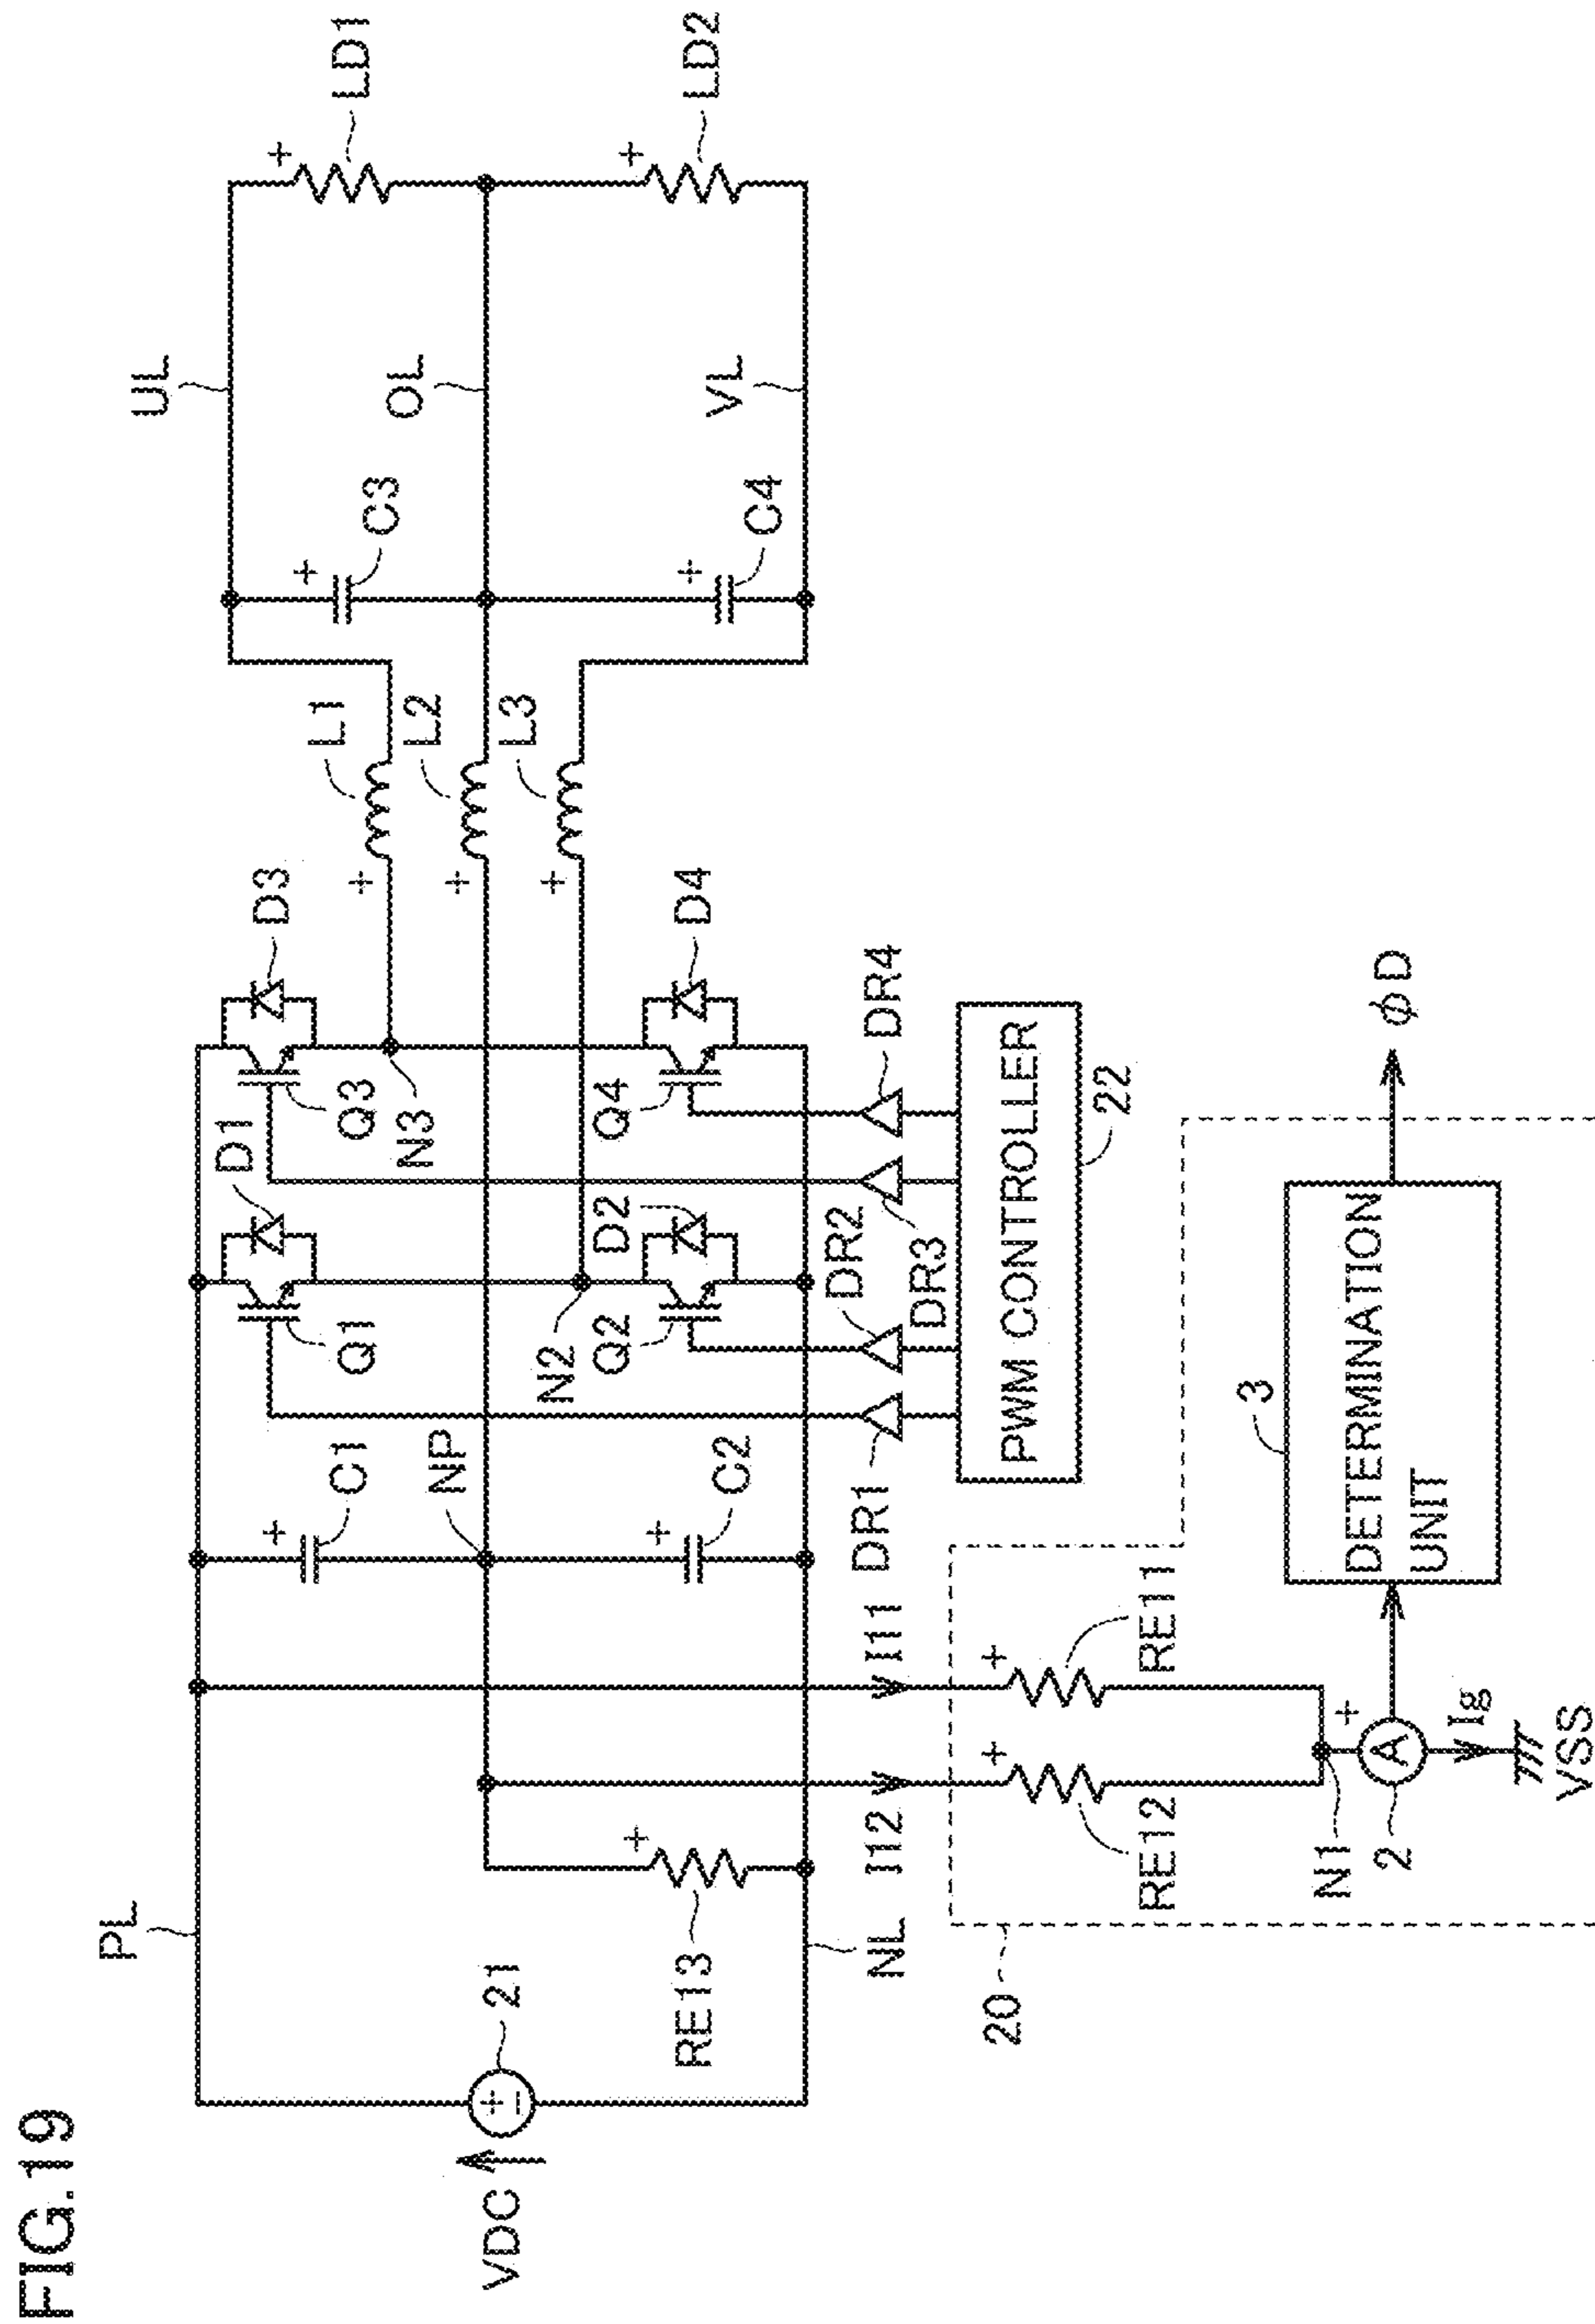 FIG.19
PL
UL
OL
VL
LD1
LD2
+
+
C3
C4
+
+
L1
L2
L3
+
+
+
D3
D4
D1
D2
Q3
Q4
Q1
Q2
N3
N2
NP
C1
C2
+
+
VDC
21
+
−
RE13
+
NL
DR1
DR2
DR3
DR4
PWM CONTROLLER
22
I11
I12
20
+
+
RE11
RE12
N1
+
A
2
Ig
VSS
3
DETERMINATION
UNIT
φD